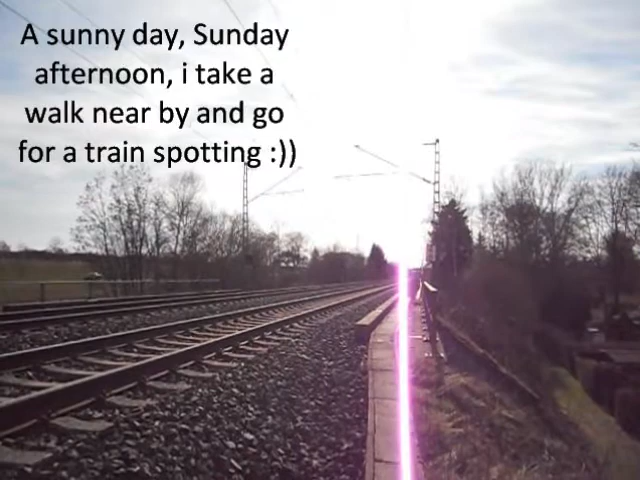 A sunny day, Sunday
afternoon, i take a
walk near by and go
for a train spotting :))